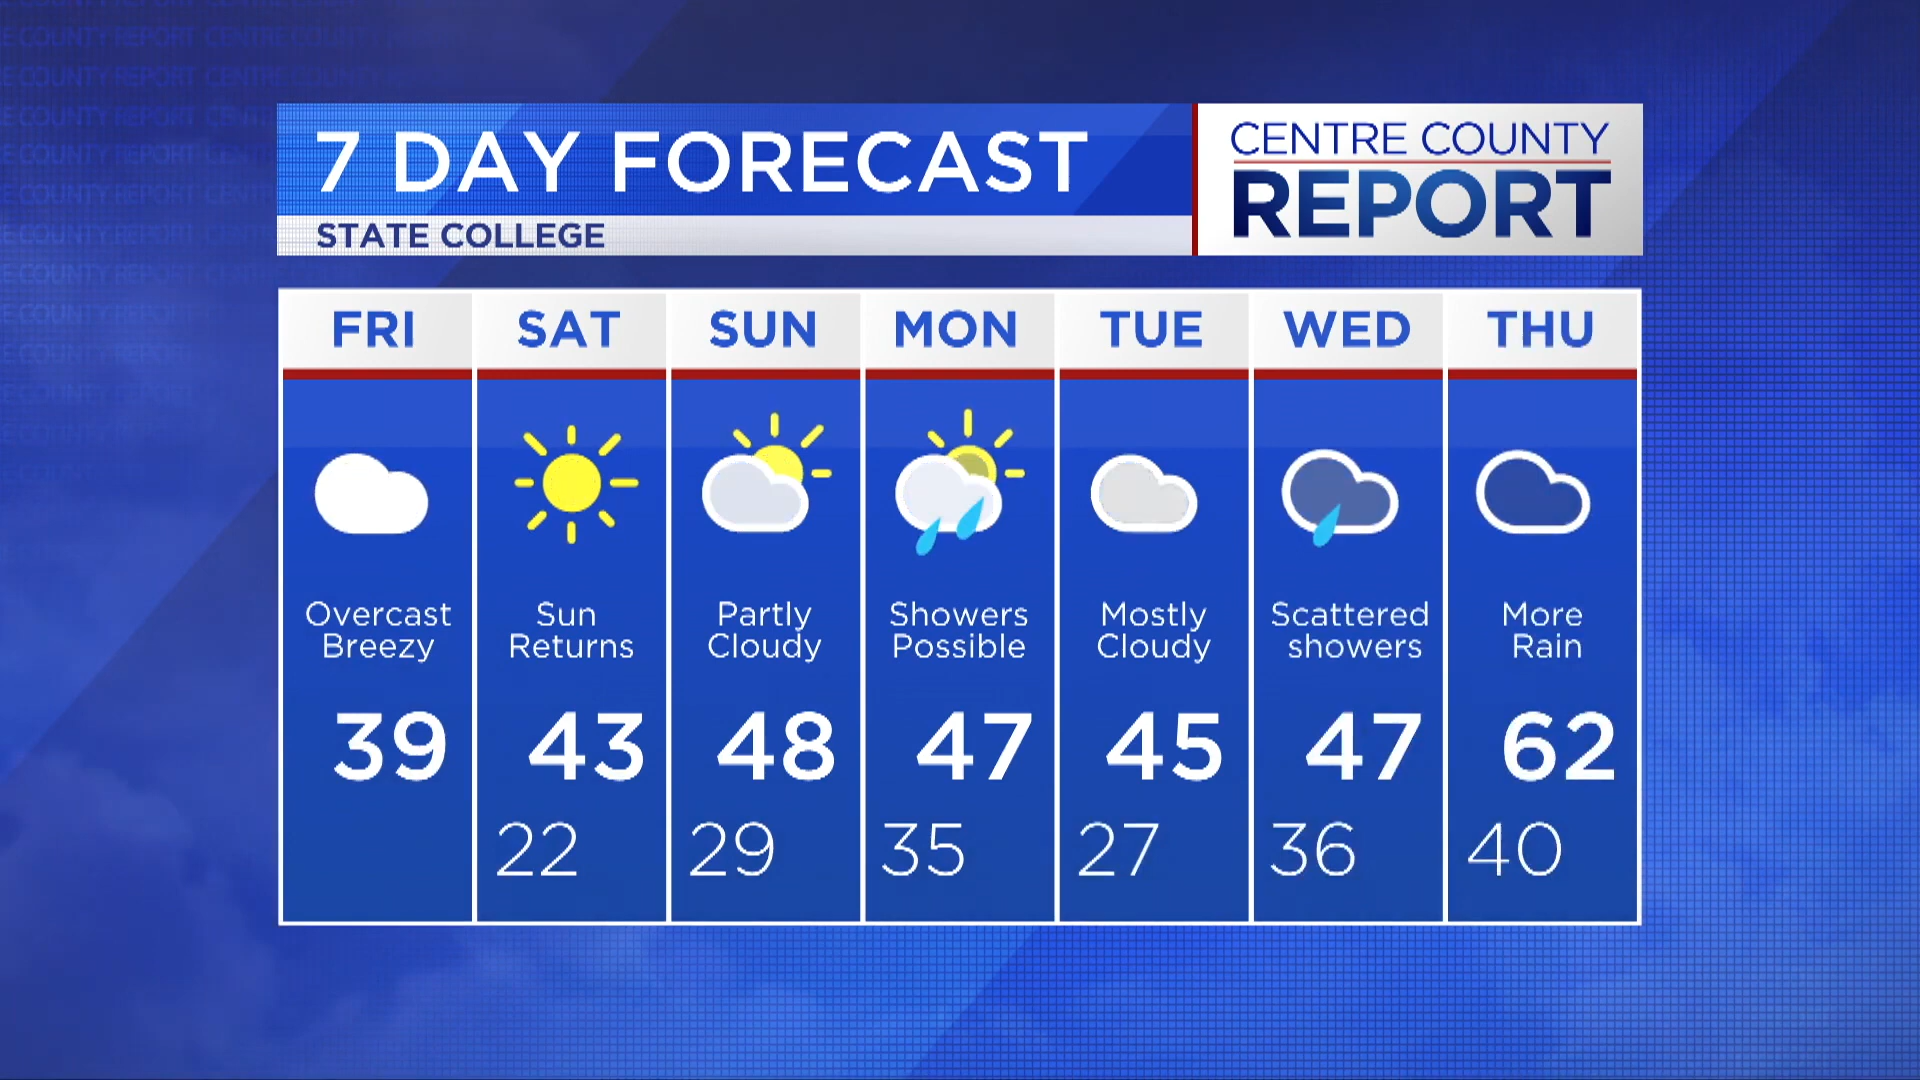 7 DAY FORECAST
STATE COLLEGE
CENTRE COUNTY
REPORT
FRI
SAT
SUN
MON
TUE
WED
THU
Overcast
Breezy
Sun
Returns
Partly
Cloudy
Showers
Possible
Mostly
Cloudy
Scattered
showers
More
Rain
39
43
48
47
45
47
62
22
29
35
27
36
40